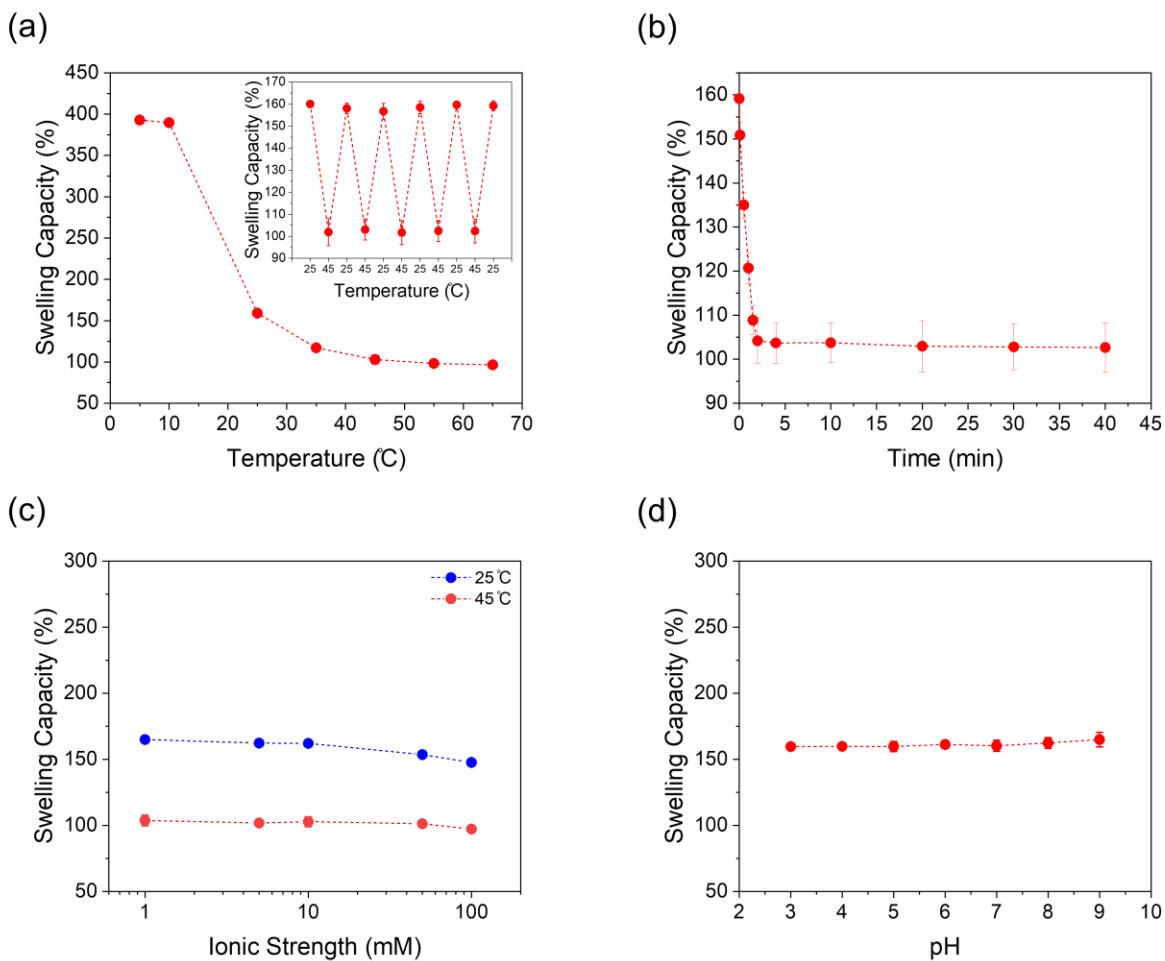 (a)
450
400
350
300
250
200
150
100
50
0 10 20 30 40 50 60 70
Swelling Capacity (%)
Temperature (℃)
170
160
150
140
130
120
110
100
90
25 45 25 45 25 45 25 45 25 45 25
Swelling Capacity (%)
Temperature (℃)
(b)
160
150
140
130
120
110
100
90
0 5 10 15 20 25 30 35 40 45
Swelling Capacity (%)
Time (min)
(c)
300
250
200
150
100
50
1 10 100
Swelling Capacity (%)
Ionic Strength (mM)
25℃
45℃
(d)
300
250
200
150
100
50
2 3 4 5 6 7 8 9 10
Swelling Capacity (%)
pH